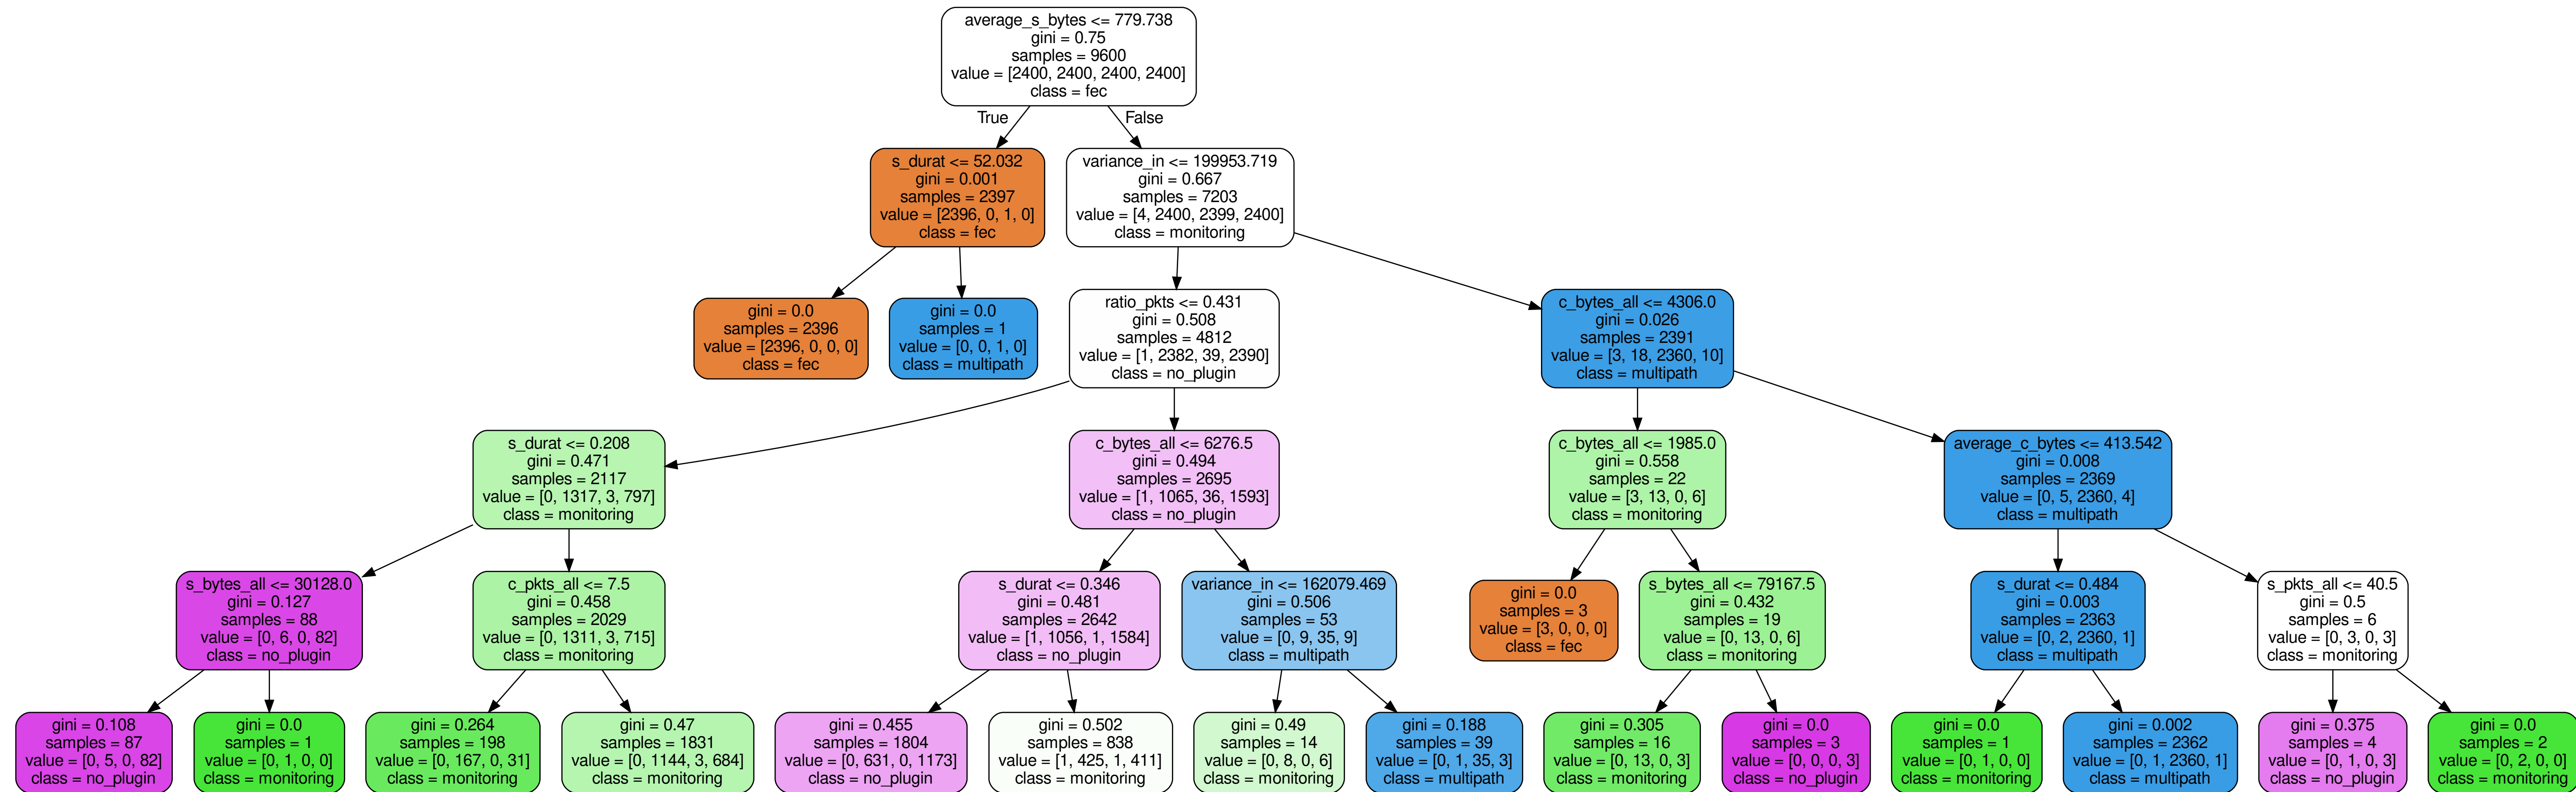 average_s_bytes <= 779.738
gini = 0.75
samples = 9600
value = [2400, 2400, 2400, 2400]
class = fec
True
False
s_durat <= 52.032
gini = 0.001
samples = 2397
value = [2396, 0, 1, 0]
class = fec
variance_in <= 199953.719
gini = 0.667
samples = 7203
value = [4, 2400, 2399, 2400]
class = monitoring
gini = 0.0
samples = 2396
value = [2396, 0, 0, 0]
class = fec
gini = 0.0
samples = 1
value = [0, 0, 1, 0]
class = multipath
ratio_pkts <= 0.431
gini = 0.508
samples = 4812
value = [1, 2382, 39, 2390]
class = no_plugin
c_bytes_all <= 4306.0
gini = 0.026
samples = 2391
value = [3, 18, 2360, 10]
class = multipath
s_durat <= 0.208
gini = 0.471
samples = 2117
value = [0, 1317, 3, 797]
class = monitoring
c_bytes_all <= 6276.5
gini = 0.494
samples = 2695
value = [1, 1065, 36, 1593]
class = no_plugin
c_bytes_all <= 1985.0
gini = 0.558
samples = 22
value = [3, 13, 0, 6]
class = monitoring
average_c_bytes <= 413.542
gini = 0.008
samples = 2369
value = [0, 5, 2360, 4]
class = multipath
s_bytes_all <= 30128.0
gini = 0.127
samples = 88
value = [0, 6, 0, 82]
class = no_plugin
c_pkts_all <= 7.5
gini = 0.458
samples = 2029
value = [0, 1311, 3, 715]
class = monitoring
s_durat <= 0.346
gini = 0.481
samples = 2642
value = [1, 1056, 1, 1584]
class = no_plugin
variance_in <= 162079.469
gini = 0.506
samples = 53
value = [0, 9, 35, 9]
class = multipath
gini = 0.0
samples = 3
value = [3, 0, 0, 0]
class = fec
s_bytes_all <= 79167.5
gini = 0.432
samples = 19
value = [0, 13, 0, 6]
class = monitoring
s_durat <= 0.484
gini = 0.003
samples = 2363
value = [0, 2, 2360, 1]
class = multipath
s_pkts_all <= 40.5
gini = 0.5
samples = 6
value = [0, 3, 0, 3]
class = monitoring
gini = 0.108
samples = 87
value = [0, 5, 0, 82]
class = no_plugin
gini = 0.0
samples = 1
value = [0, 1, 0, 0]
class = monitoring
gini = 0.264
samples = 198
value = [0, 167, 0, 31]
class = monitoring
gini = 0.47
samples = 1831
value = [0, 1144, 3, 684]
class = monitoring
gini = 0.455
samples = 1804
value = [0, 631, 0, 1173]
class = no_plugin
gini = 0.502
samples = 838
value = [1, 425, 1, 411]
class = monitoring
gini = 0.49
samples = 14
value = [0, 8, 0, 6]
class = monitoring
gini = 0.188
samples = 39
value = [0, 1, 35, 3]
class = multipath
gini = 0.305
samples = 16
value = [0, 13, 0, 3]
class = monitoring
gini = 0.0
samples = 3
value = [0, 0, 0, 3]
class = no_plugin
gini = 0.0
samples = 1
value = [0, 1, 0, 0]
class = monitoring
gini = 0.002
samples = 2362
value = [0, 1, 2360, 1]
class = multipath
gini = 0.375
samples = 4
value = [0, 1, 0, 3]
class = no_plugin
gini = 0.0
samples = 2
value = [0, 2, 0, 0]
class = monitoring